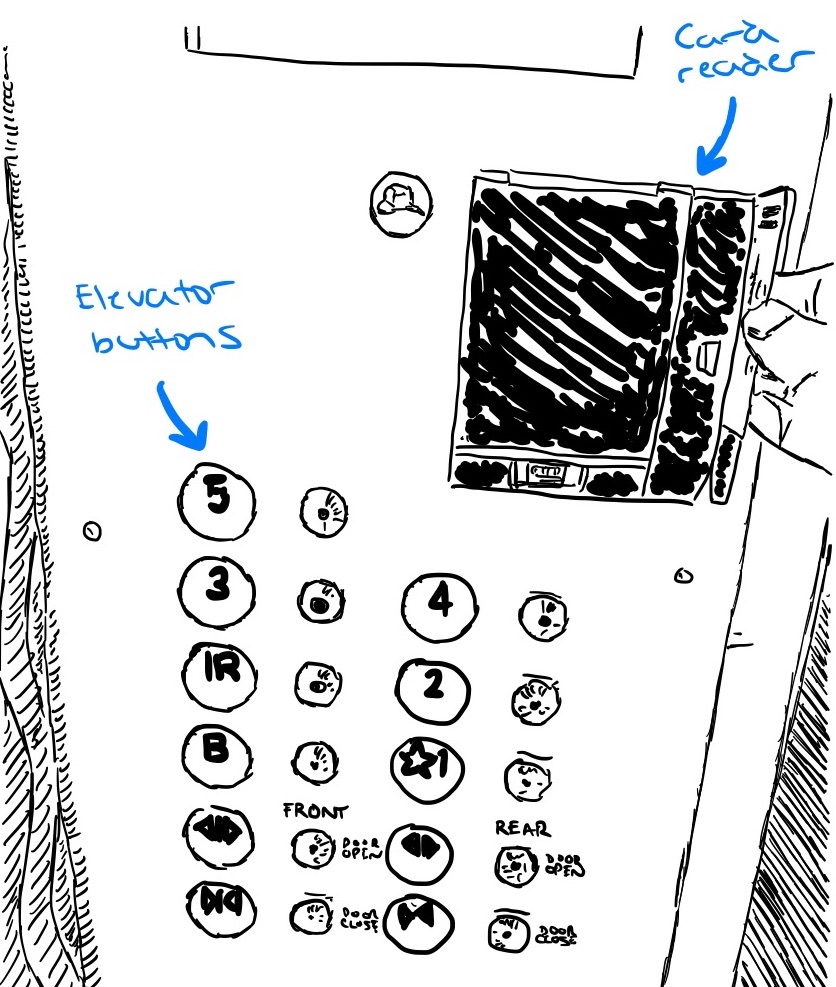 Card
reader
Elevator
buttons
5
3
4
1R
2
B
☆1
FRONT
REAR
DOOR
OPEN
DOOR
OPEN
DOOR
CLOSE
DOOR
CLOSE